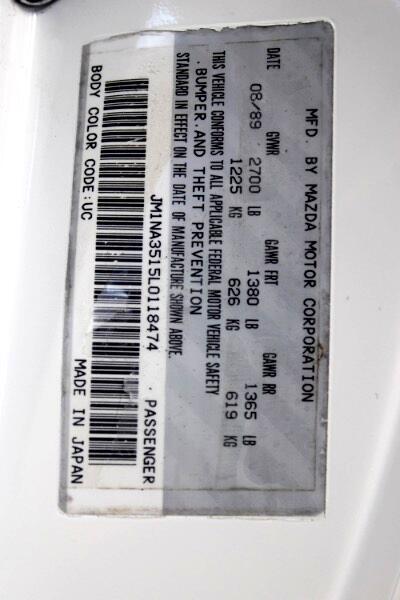 MFD. BY MAZDA MOTOR CORPORATION
DATE GVWR GAWR FRT GAWR RR
08/89 2700 LB 1380 LB 1365 LB
1225 KG 626 KG 619 KG
THIS VEHICLE CONFORMS TO ALL APPLICABLE FEDERAL MOTOR VEHICLE SAFETY
, BUMPER, AND THEFT PREVENTION
STANDARD IN EFFECT ON THE DATE OF MANUFACTURE SHOWN ABOVE.
JM1NA3515L0118474 . PASSENGER
BODY COLOR CODE:UC MADE IN JAPAN